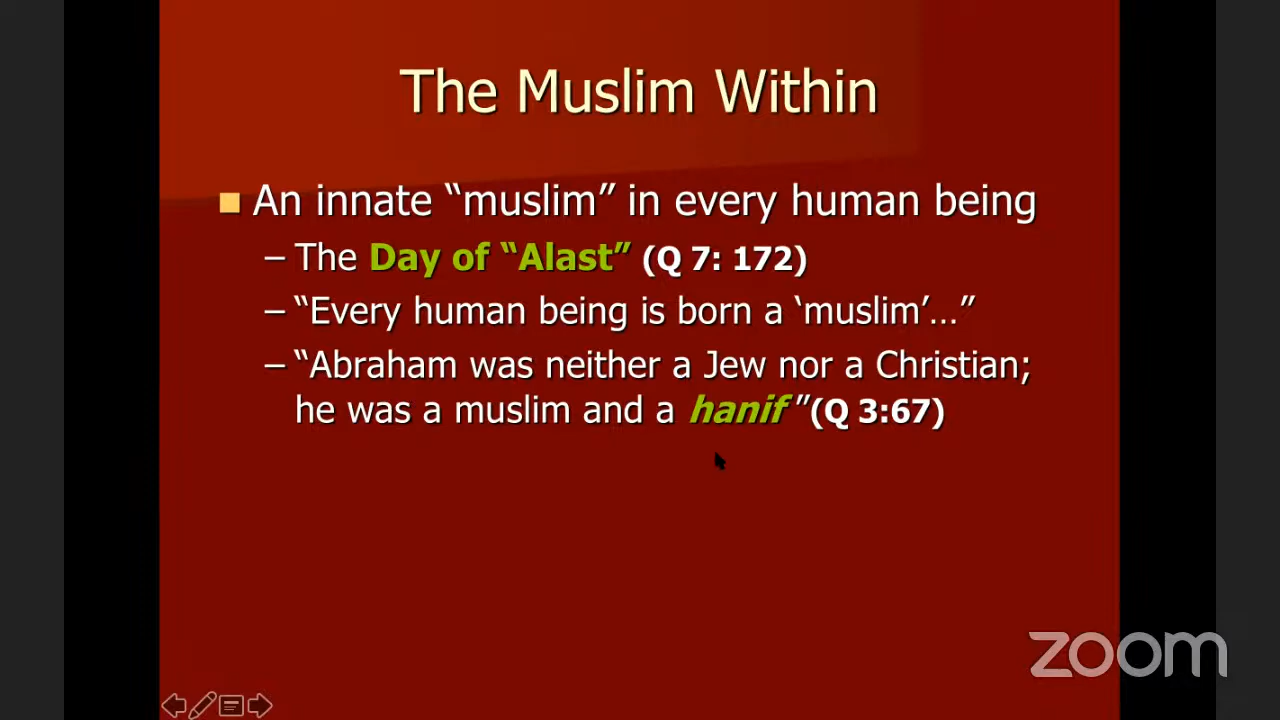 The Muslim Within
An innate “muslim” in every human being
– The Day of “Alast” (Q 7: 172)
– “Every human being is born a ‘muslim’…”
– “Abraham was neither a Jew nor a Christian;
he was a muslim and a hanif ”(Q 3:67)
zoom